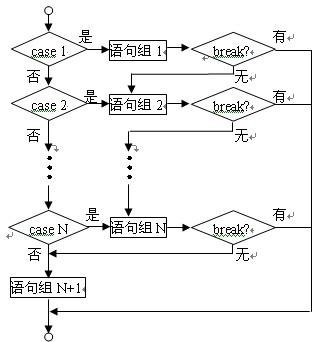 case 1
是
语句组 1
break?
有
否
无
case 2
是
语句组 2
break?
有
否
无
case N
是
语句组 N
break?
有
否
无
语句组 N+1